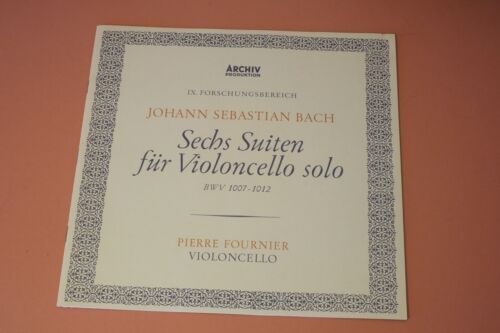 ARCHIV
PRODUKTION
IX. FORSCHUNGSBEREICH
JOHANN SEBASTIAN BACH
Sechs Suiten
für Violoncello solo
BWV 1007-1012
PIERRE FOURNIER
VIOLONCELLO